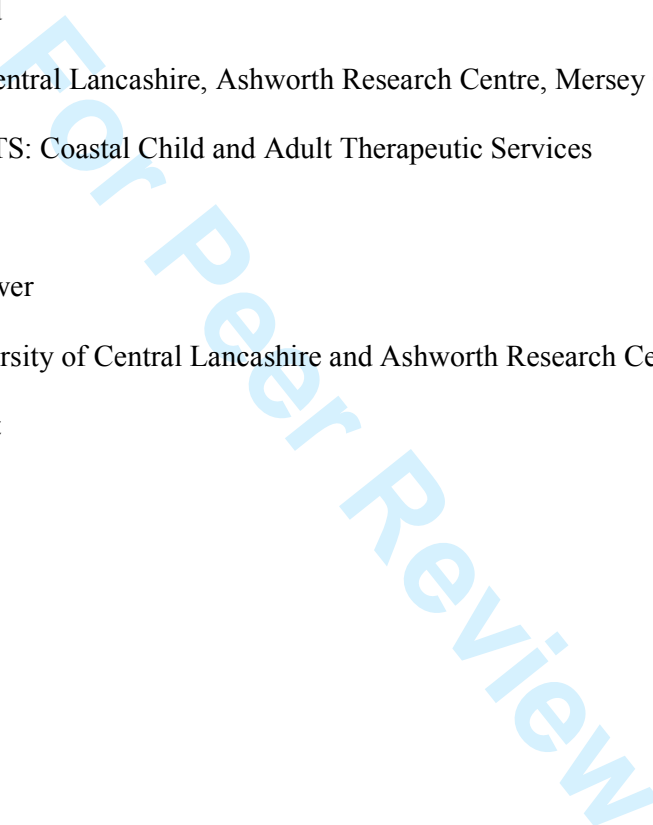 entral Lancashire, Ashworth Research Centre, Mersey
TS: Coastal Child and Adult Therapeutic Services
ver
rsity of Central Lancashire and Ashworth Research Ce
For Peer Review